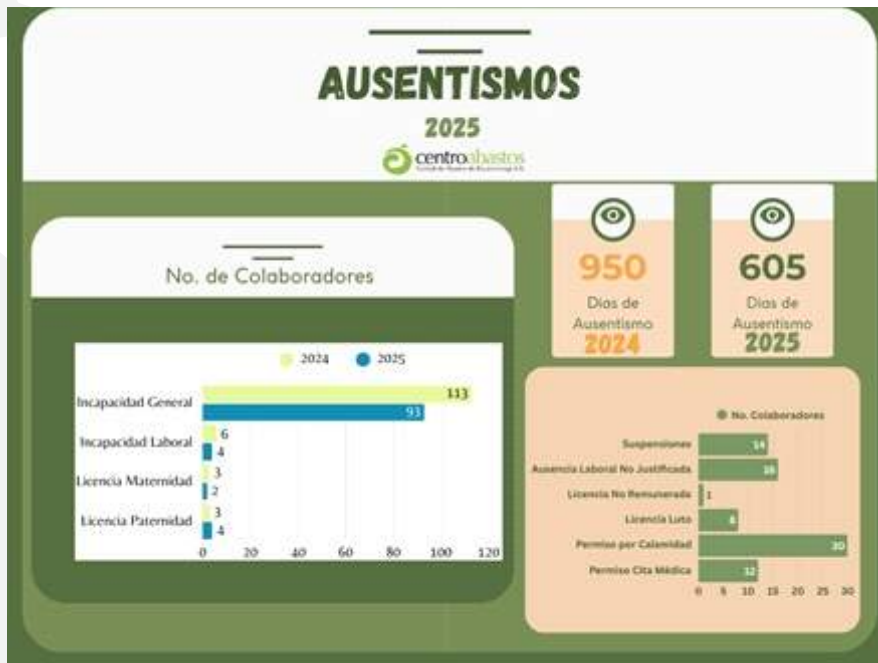 AUSENTISMOS
2025
centroabastos
No. de Colaboradores
2024 2025
Incapacidad General 113
93
Incapacidad Laboral 6
4
Licencia Maternidad 3
2
Licencia Paternidad 3
4
0 20 40 60 80 100 120
950
Dias de
Ausentismo
2024
605
Dias de
Ausentismo
2025
No. Colaboradores
Suspensiones 14
Ausencia Laboral No Justificada 16
Licencia No Remunerada 1
Licencia Luto 8
Permiso por Calamidad 30
Permiso Cita Médica 12
0 5 10 15 20 25 30